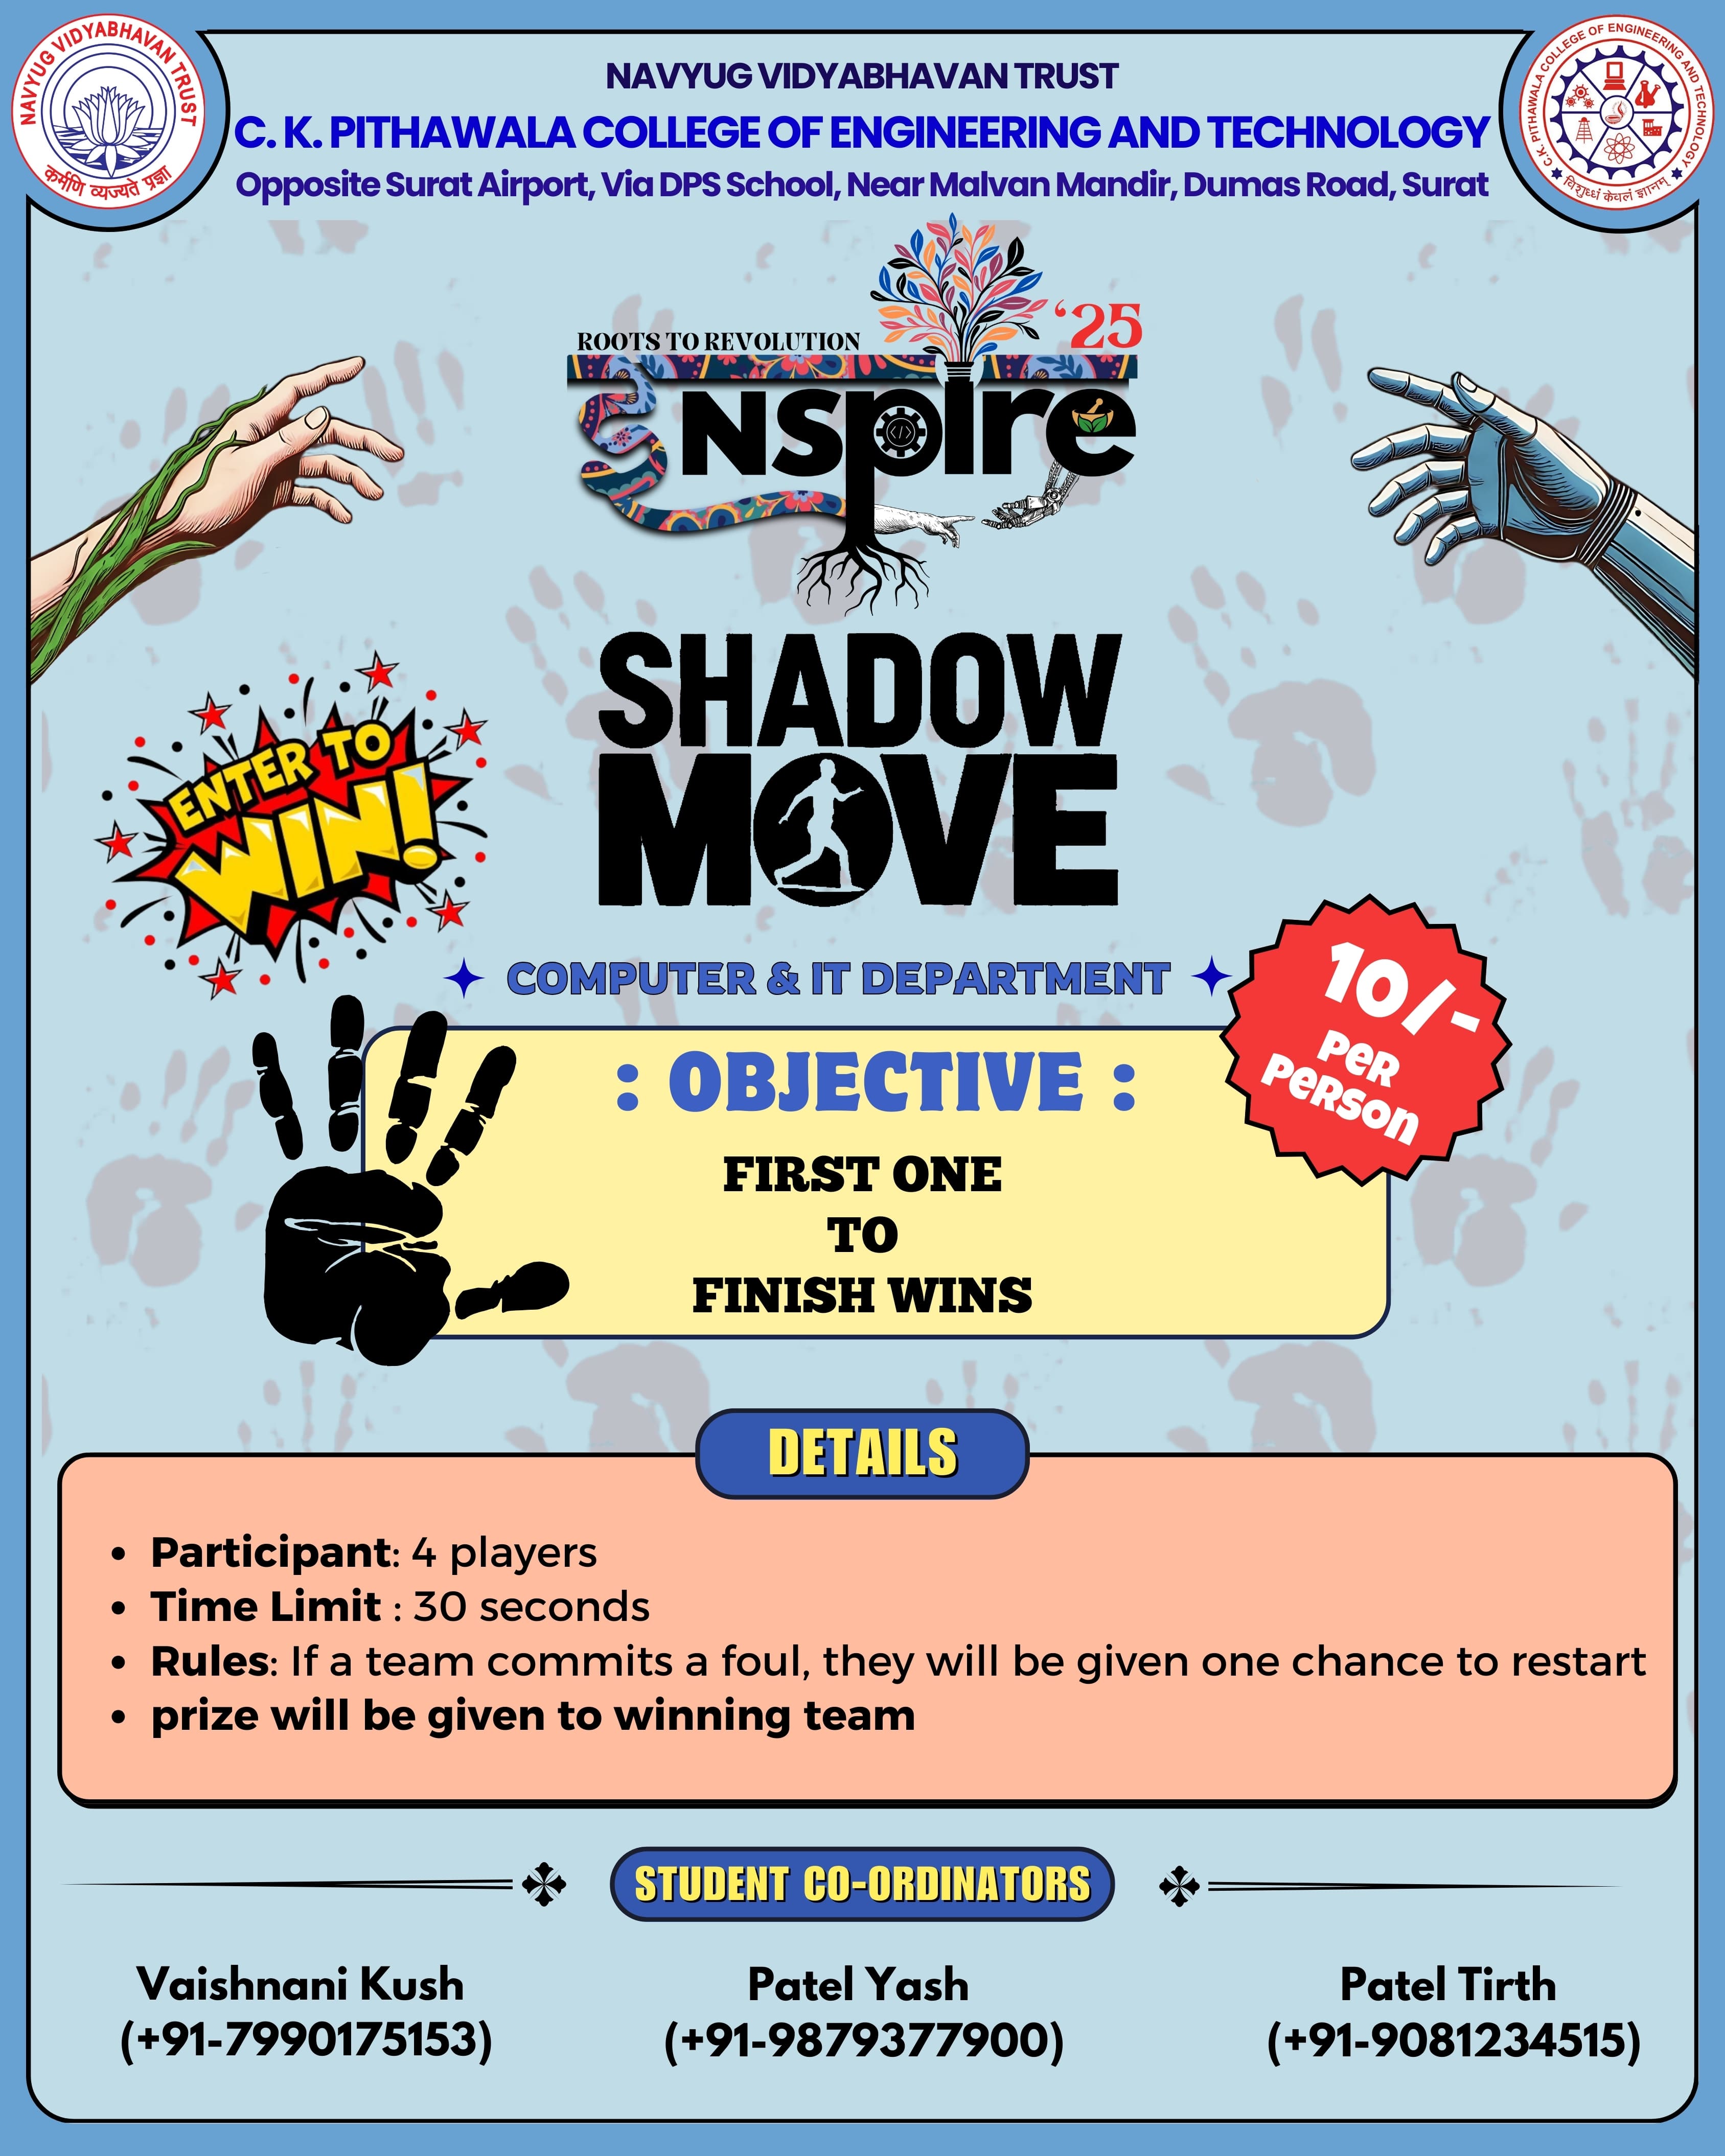 NAVYUG VIDYABHAVAN TRUST
कर्मणि व्यज्यते प्रज्ञा
C. K. PITHAWALA COLLEGE OF ENGINEERING AND TECHNOLOGY
विशुध्धं केवलं ज्ञानम्
NAVYUG VIDYABHAVAN TRUST
C. K. PITHAWALA COLLEGE OF ENGINEERING AND TECHNOLOGY
Opposite Surat Airport, Via DPS School, Near Malvan Mandir, Dumas Road, Surat
ROOTS TO REVOLUTION
‘25
ENSpIre
</>
SHADOW
MOVE
ENTER TO
WIN!
COMPUTER & IT DEPARTMENT
10/-
PER
PERSON
: OBJECTIVE :
FIRST ONE
TO
FINISH WINS
DETAILS
• Participant: 4 players
• Time Limit : 30 seconds
• Rules: If a team commits a foul, they will be given one chance to restart
• prize will be given to winning team
STUDENT CO-ORDINATORS
Vaishnani Kush
(+91-7990175153)
Patel Yash
(+91-9879377900)
Patel Tirth
(+91-9081234515)